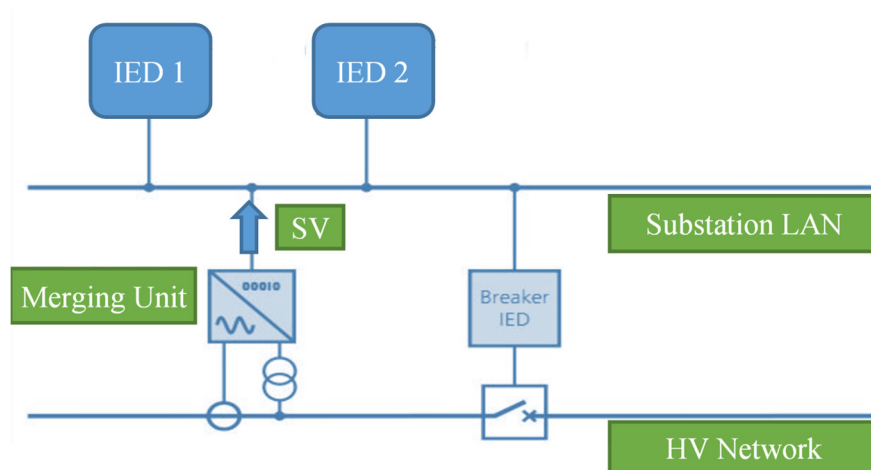 IED 1
IED 2
Substation LAN
SV
Merging Unit
00010
Breaker
IED
HV Network